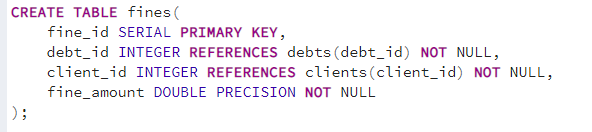 CREATE TABLE fines(
    fine_id SERIAL PRIMARY KEY,
    debt_id INTEGER REFERENCES debts(debt_id) NOT NULL,
    client_id INTEGER REFERENCES clients(client_id) NOT NULL,
    fine_amount DOUBLE PRECISION NOT NULL
);